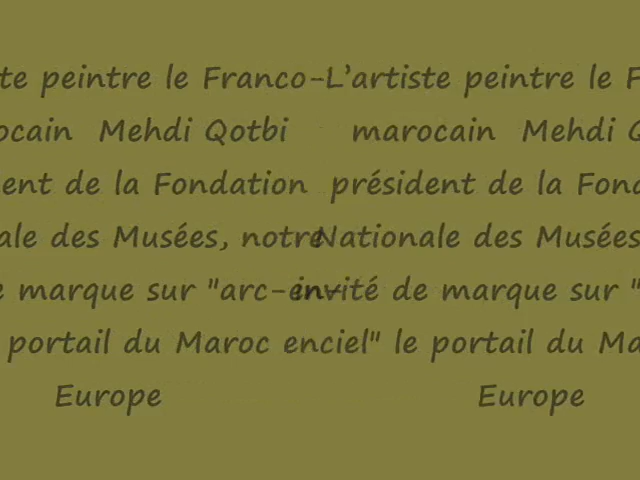 te peintre le Franco-L'artiste peintre le F
ocain Mehdi Qotbi marocain Mehdi Q
ent de la Fondation président de la Fond
ale des Musées, notre Nationale des Musées
e marque sur "arc-en- invité de marque sur "
portail du Maroc enciel" le portail du Ma
Europe Europe